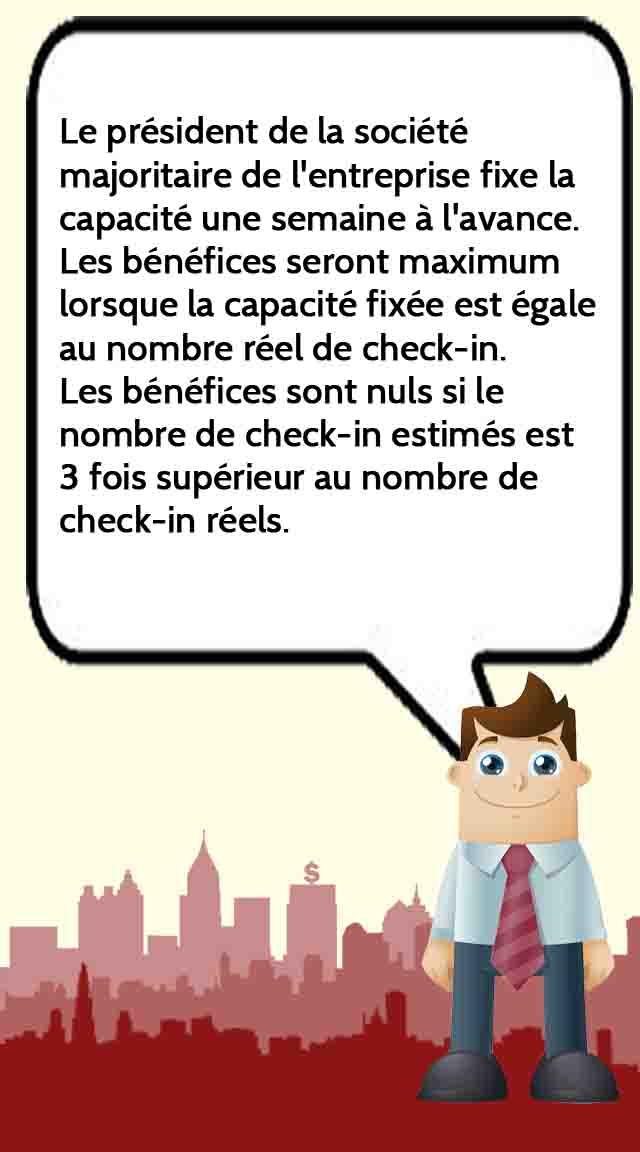 Le président de la société
majoritaire de l'entreprise fixe la
capacité une semaine à l'avance.
Les bénéfices seront maximum
lorsque la capacité fixée est égale
au nombre réel de check-in.
Les bénéfices sont nuls si le
nombre de check-in estimés est
3 fois supérieur au nombre de
check-in réels.
$